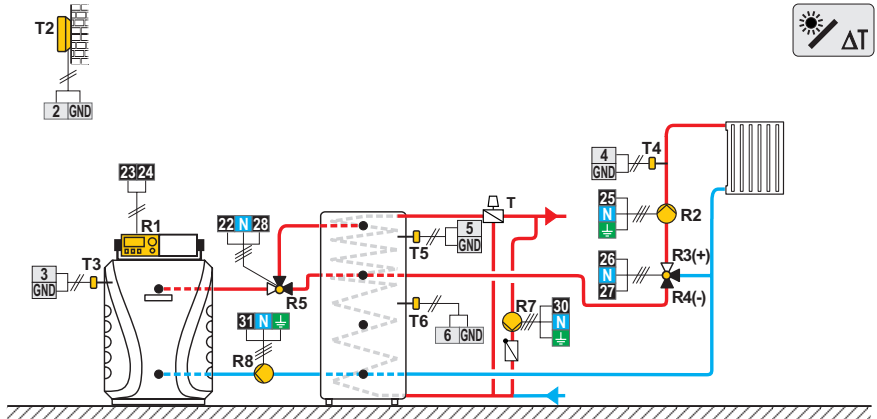 T2
ΔT
2 GND
4
GND
T4
23 24
25
N
R2
R1
22 N 28
T
5
GND
R3(+)
T5
26
N
27
3
GND
T3
R5
R4(-)
R7
30
N
T6
31 N
6 GND
R8